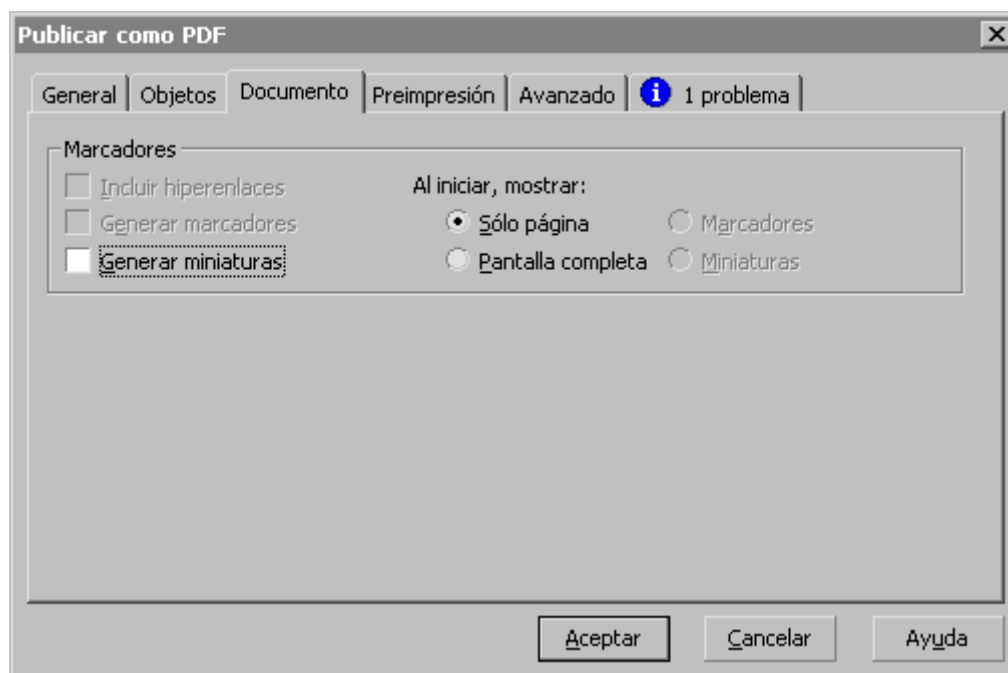 Publicar como PDF
General Objetos Documento Preimpresión Avanzado 1 problema
Marcadores
Incluir hiperenlaces Al iniciar, mostrar:
Generar marcadores Sólo página Marcadores
Generar miniaturas Pantalla completa Miniaturas
Aceptar Cancelar Ayuda